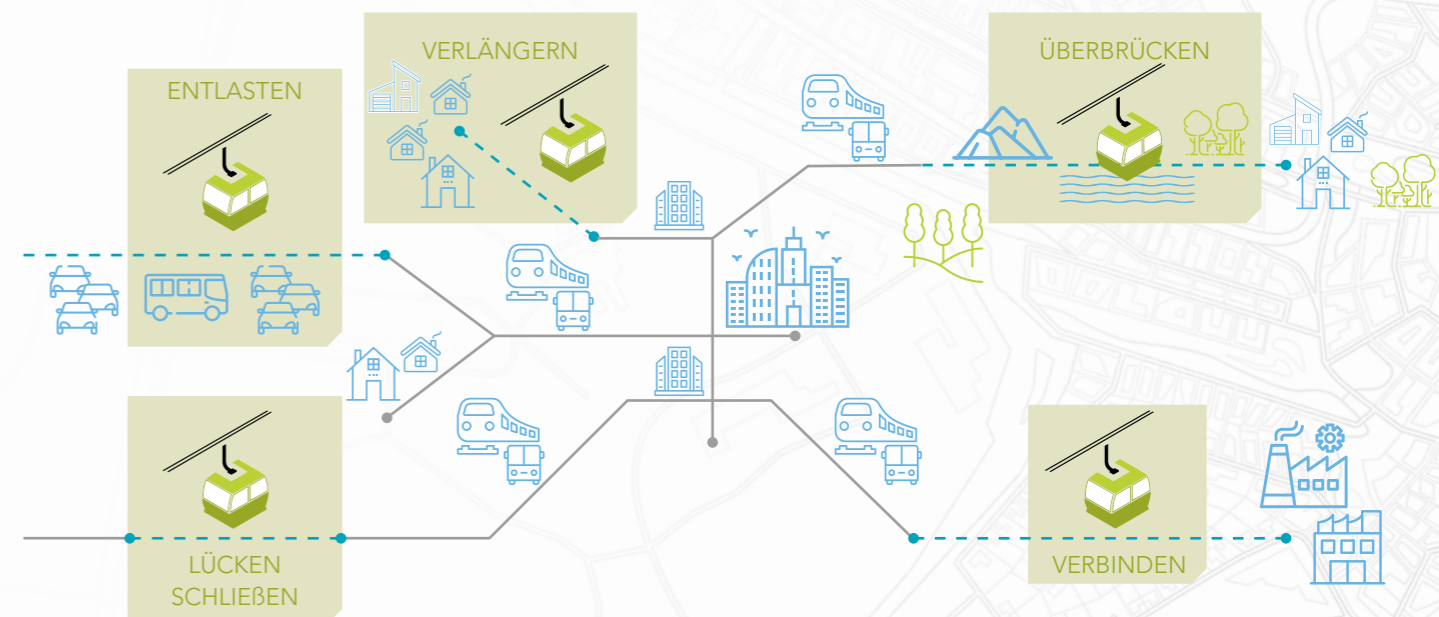 VERLÄNGERN
ÜBERBRÜCKEN
ENTLASTEN
LÜCKEN
SCHLIEßEN
VERBINDEN